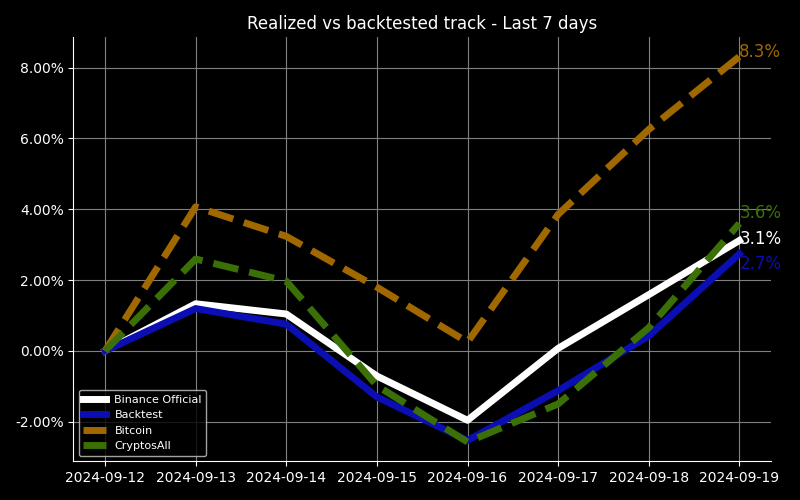 Realized vs backtested track - Last 7 days
8.00%
6.00%
4.00%
2.00%
0.00%
-2.00%
8.3%
3.6%
3.1%
2.7%
Binance Official
Backtest
Bitcoin
CryptosAll
2024-09-12 2024-09-13 2024-09-14 2024-09-15 2024-09-16 2024-09-17 2024-09-18 2024-09-19